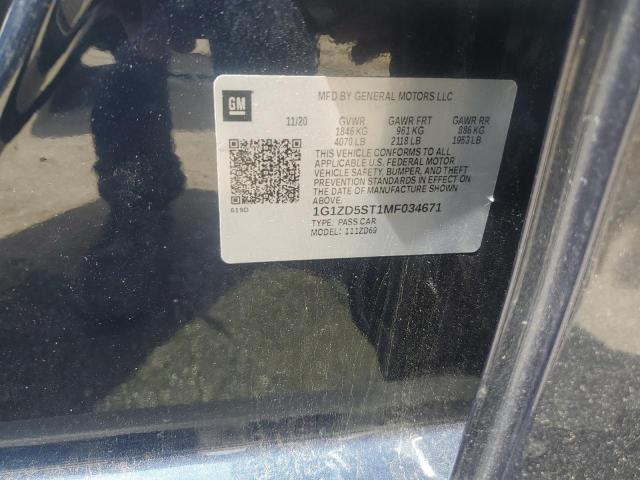 GM
MFD BY GENERAL MOTORS LLC
11/20 GVWR GAWR FRT GAWR RR
1846 KG 961 KG 886 KG
4070 LB 2118 LB 1953 LB
THIS VEHICLE CONFORMS TO ALL
APPLICABLE U.S. FEDERAL MOTOR
VEHICLE SAFETY, BUMPER, AND THEFT
PREVENTION STANDARDS IN EFFECT ON
THE DATE OF MANUFACTURE SHOWN
ABOVE.
619D
1G1ZD5ST1MF034671
TYPE: PASS CAR
MODEL: 111ZD69